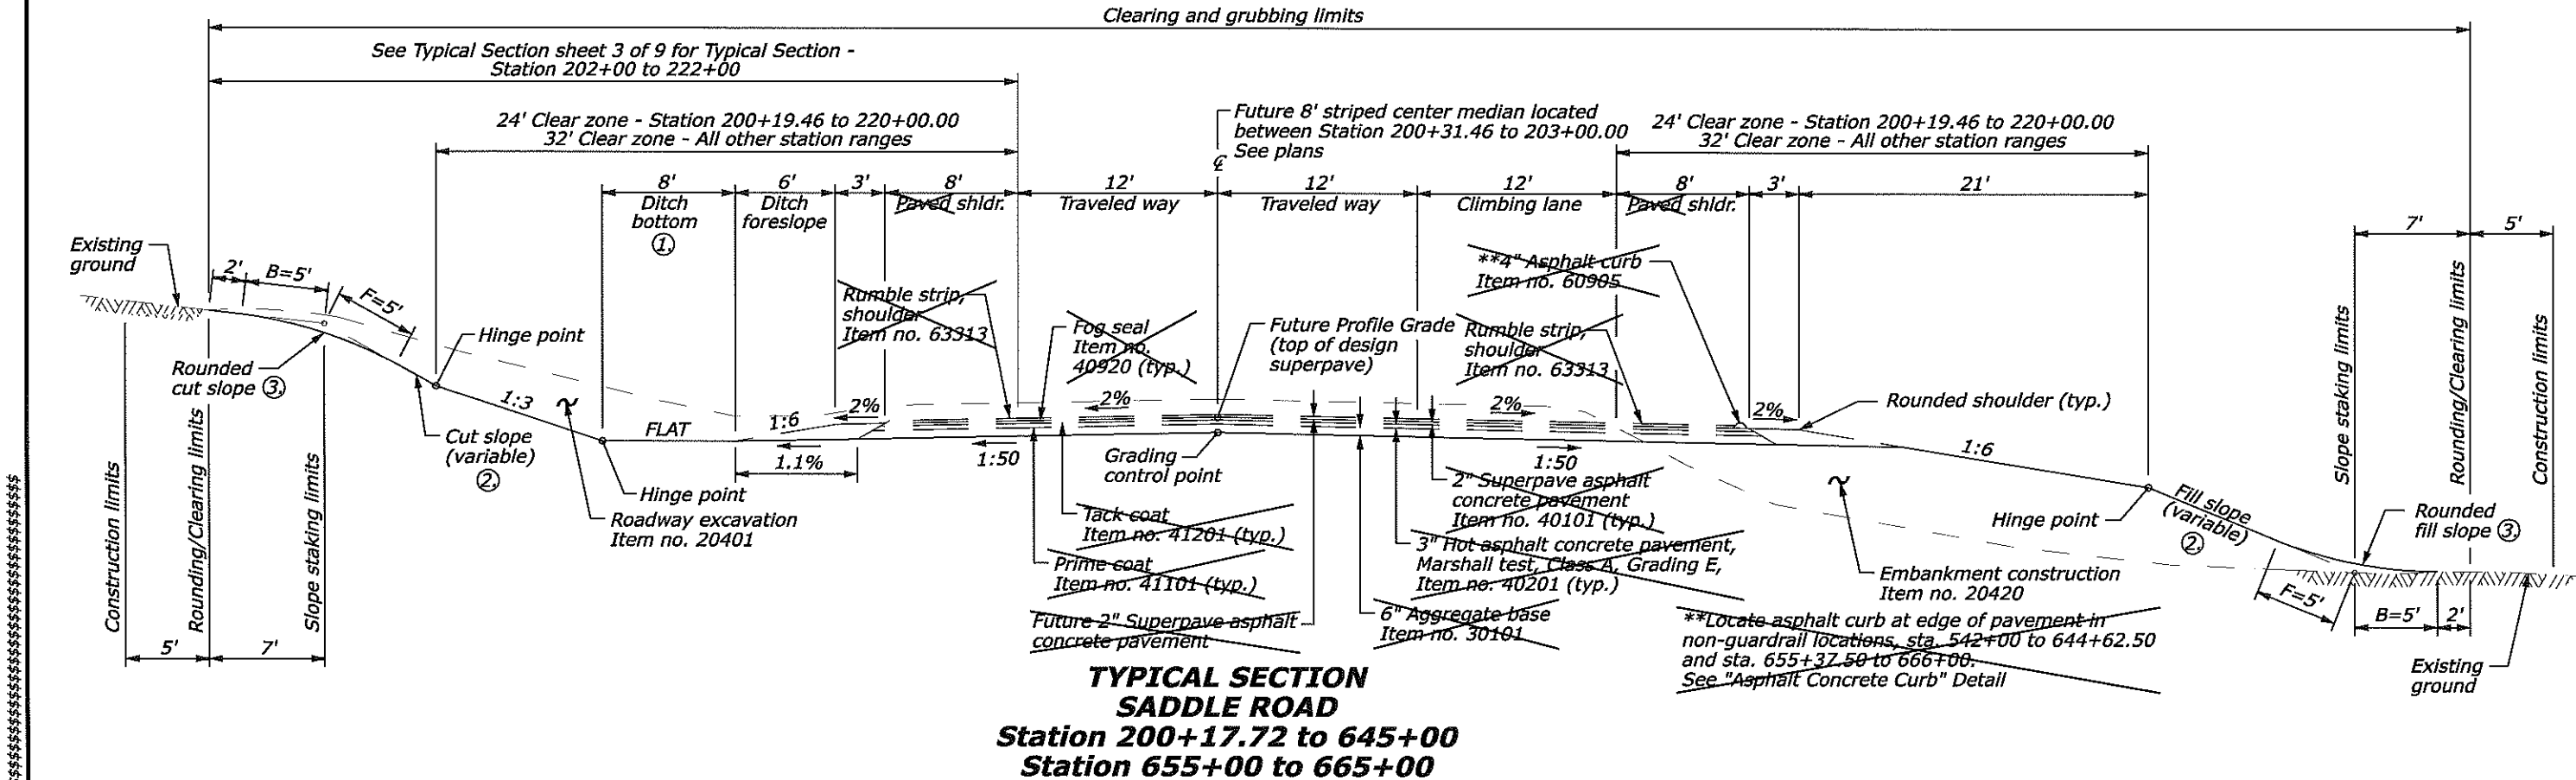 Clearing and grubbing limits
See Typical Section sheet 3 of 9 for Typical Section -
Station 202+00 to 222+00
24' Clear zone - Station 200+19.46 to 220+00.00
32' Clear zone - All other station ranges
Future 8' striped center median located
between Station 200+31.46 to 203+00.00
See plans
℄
24' Clear zone - Station 200+19.46 to 220+00.00
32' Clear zone - All other station ranges
8'
Ditch
bottom
1.
6'
Ditch
foreslope
3'
8'
Paved shldr.
12'
Traveled way
12'
Traveled way
12'
Climbing lane
8'
Paved shldr.
3'
21'
7'
5'
Existing
ground
2'
B=5'
F=5'
Hinge point
Rounded
cut slope 3.
Rumble strip,
shoulder
Item no. 63313
Fog seal
Item no.
40920 (typ.)
Future Profile Grade
(top of design
superpave)
**4" Asphalt curb
Item no. 60905
Rumble strip,
shoulder
Item no. 63313
Rounded shoulder (typ.)
1:3
FLAT
1:6
2%
2%
2%
2%
1:6
1.1%
1:50
1:50
Cut slope
(variable)
2.
Hinge point
Roadway excavation
Item no. 20401
Grading
control point
Tack coat
Item no. 41201 (typ.)
Prime coat
Item no. 41101 (typ.)
Future 2" Superpave asphalt
concrete pavement
2" Superpave asphalt
concrete pavement
Item no. 40101 (typ.)
3" Hot asphalt concrete pavement,
Marshall test, Class A, Grading E,
Item no. 40201 (typ.)
6" Aggregate base
Item no. 30101
Hinge point
Fill slope
(variable)
2.
Rounded
fill slope 3.
Embankment construction
Item no. 20420
**Locate asphalt curb at edge of pavement in
non-guardrail locations, sta. 542+00 to 644+62.50
and sta. 655+37.50 to 666+00.
See "Asphalt Concrete Curb" Detail
F=5'
B=5'
2'
Existing
ground
Construction limits
Rounding/Clearing limits
Slope staking limits
5'
7'
Slope staking limits
Rounding/Clearing limits
Construction limits
TYPICAL SECTION
SADDLE ROAD
Station 200+17.72 to 645+00
Station 655+00 to 665+00